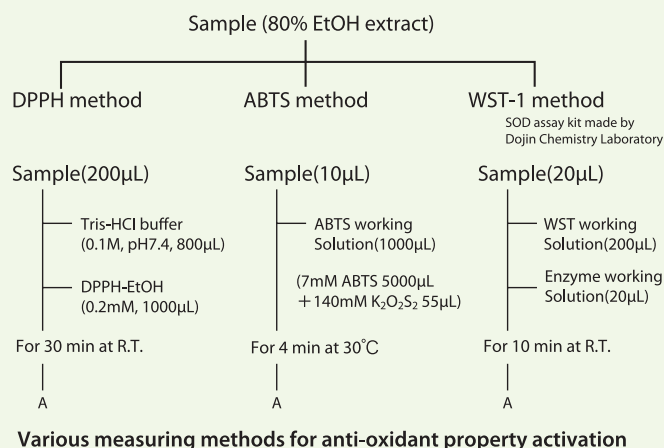 Sample (80% EtOH extract)
DPPH method
ABTS method
WST-1 method
SOD assay kit made by
Dojin Chemistry Laboratory
Sample(200μL)
Tris-HCl buffer
(0.1M, pH7.4, 800μL)
DPPH-EtOH
(0.2mM, 1000μL)
For 30 min at R.T.
A
Sample(10μL)
ABTS working
Solution(1000μL)
(7mM ABTS 5000μL
+140mM K₂O₂S₂ 55μL)
For 4 min at 30℃
A
Sample(20μL)
WST working
Solution(200μL)
Enzyme working
Solution(20μL)
For 10 min at R.T.
A
Various measuring methods for anti-oxidant property activation